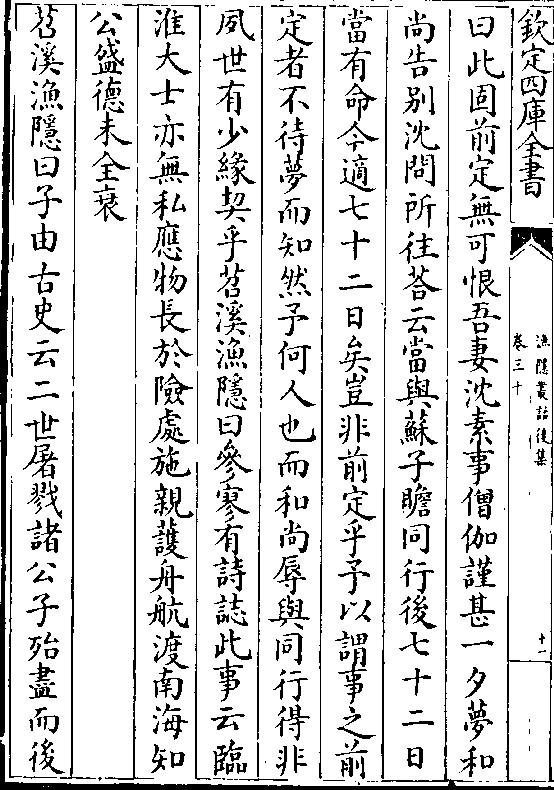 欽定四庫全書
漁隱叢話後集
卷三十
十一
曰此固前定無可恨吾妻沈素事僧伽謹甚一夕夢和
尚告别沈問所往荅云當與蘇子瞻同行後七十二日
當有命今適七十二日矣豈非前定乎予以謂事之前
定者不待夢而知然予何人也而和尚辱與同行得非
夙世有少緣契乎苕溪漁隱曰參寥有詩誌此事云臨
淮大士亦無私應物長於險處施親護舟航渡南海知
公盛德未全衰
苕溪漁隱曰子由古史云二世屠戮諸公子殆盡而後